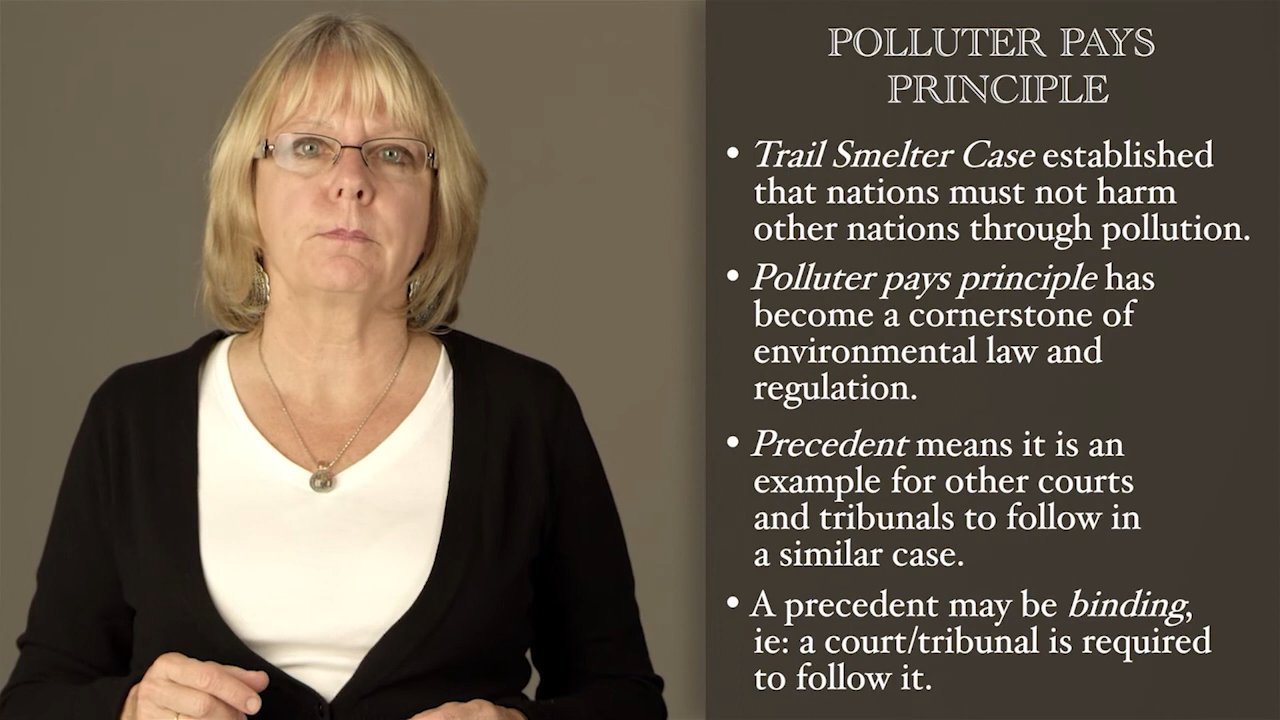 POLLUTER PAYS
PRINCIPLE
• Trail Smelter Case established
that nations must not harm
other nations through pollution.
• Polluter pays principle has
become a cornerstone of
environmental law and
regulation.
• Precedent means it is an
example for other courts
and tribunals to follow in
a similar case.
• A precedent may be binding,
ie: a court/tribunal is required
to follow it.